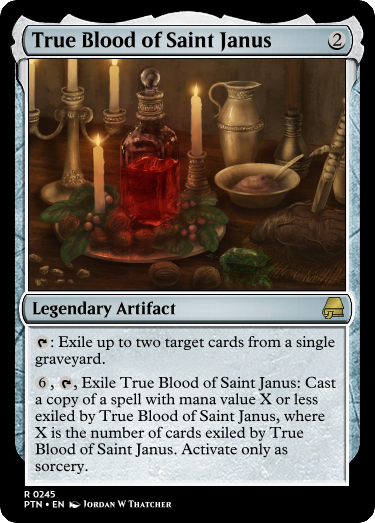 True Blood of Saint Janus 2
Legendary Artifact
: Exile up to two target cards from a single
graveyard.
6, , Exile True Blood of Saint Janus: Cast
a copy of a spell with mana value X or less
exiled by True Blood of Saint Janus, where
X is the number of cards exiled by True
Blood of Saint Janus. Activate only as
sorcery.
R 0245
PTN • EN Jordan W Thatcher